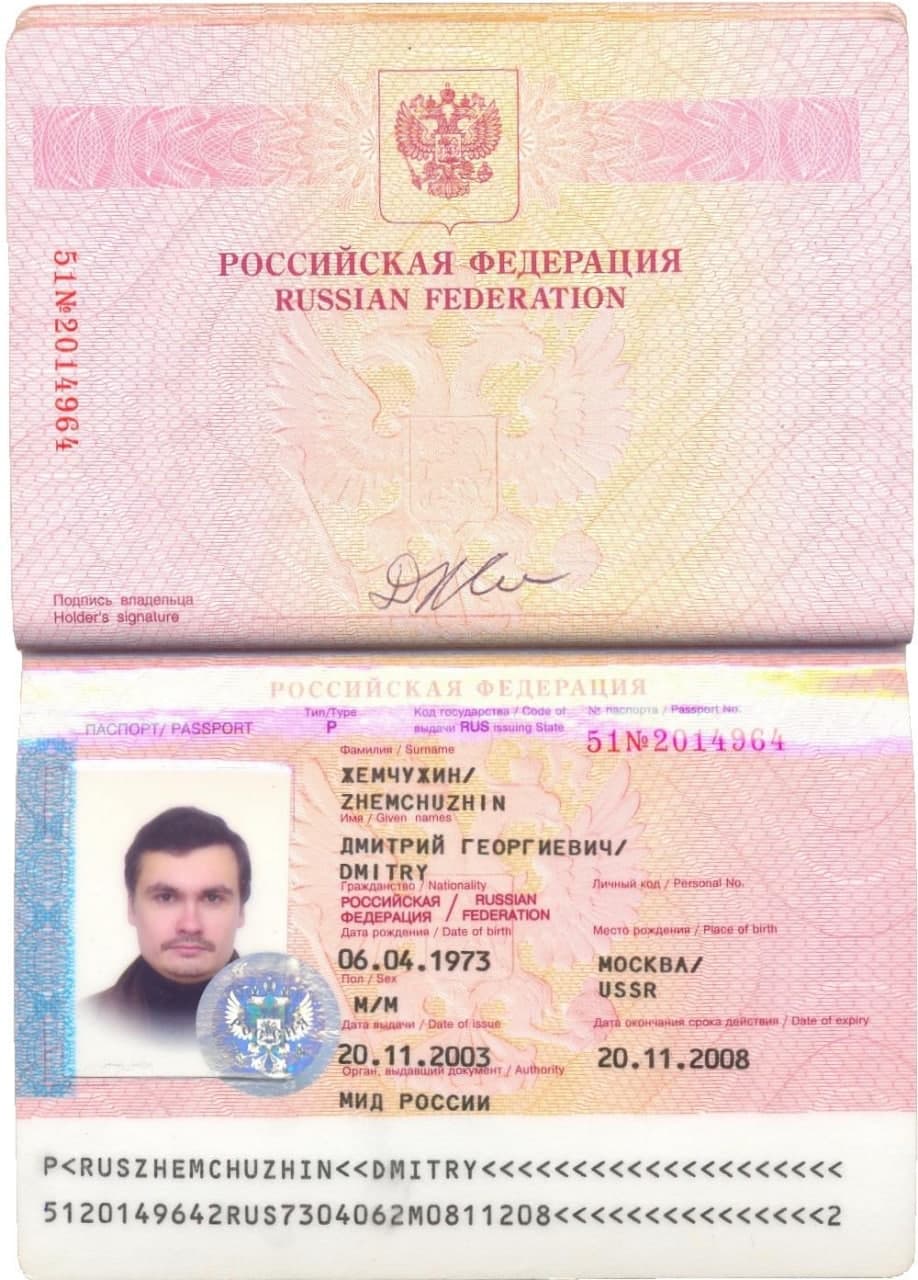 РОССИЙСКАЯ ФЕДЕРАЦИЯ
RUSSIAN FEDERATION
51№2014964
Подпись владельца
Holder's signature
РОССИЙСКАЯ ФЕДЕРАЦИЯ
ПАСПОРТ/ PASSPORT
Тип/Type
P
Код государства / Code of
выдачи RUS issuing State
№ паспорта / Passport No.
51№2014964
Фамилия / Surname
ЖЕМЧУЖИН/
ZHEMCHUZHIN
Имя / Given names
ДМИТРИЙ ГЕОРГИЕВИЧ/
DMITRY
Гражданство / Nationality
Личный код / Personal No.
РОССИЙСКАЯ / RUSSIAN
ФЕДЕРАЦИЯ / FEDERATION
Дата рождения / Date of birth
Место рождения / Place of birth
06.04.1973
МОСКВА/
USSR
Пол / Sex
М/M
Дата выдачи / Date of issue
Дата окончания срока действия / Date of expiry
20.11.2003
20.11.2008
Орган, выдавший документ / Authority
МИД РОССИИ
РОССИЯ
P<RUSZHEMCHUZHIN<<DMITRY<<<<<<<<<<<<<<<<<<<<
5120149642RUS7304062M0811208<<<<<<<<<<<<<<<2